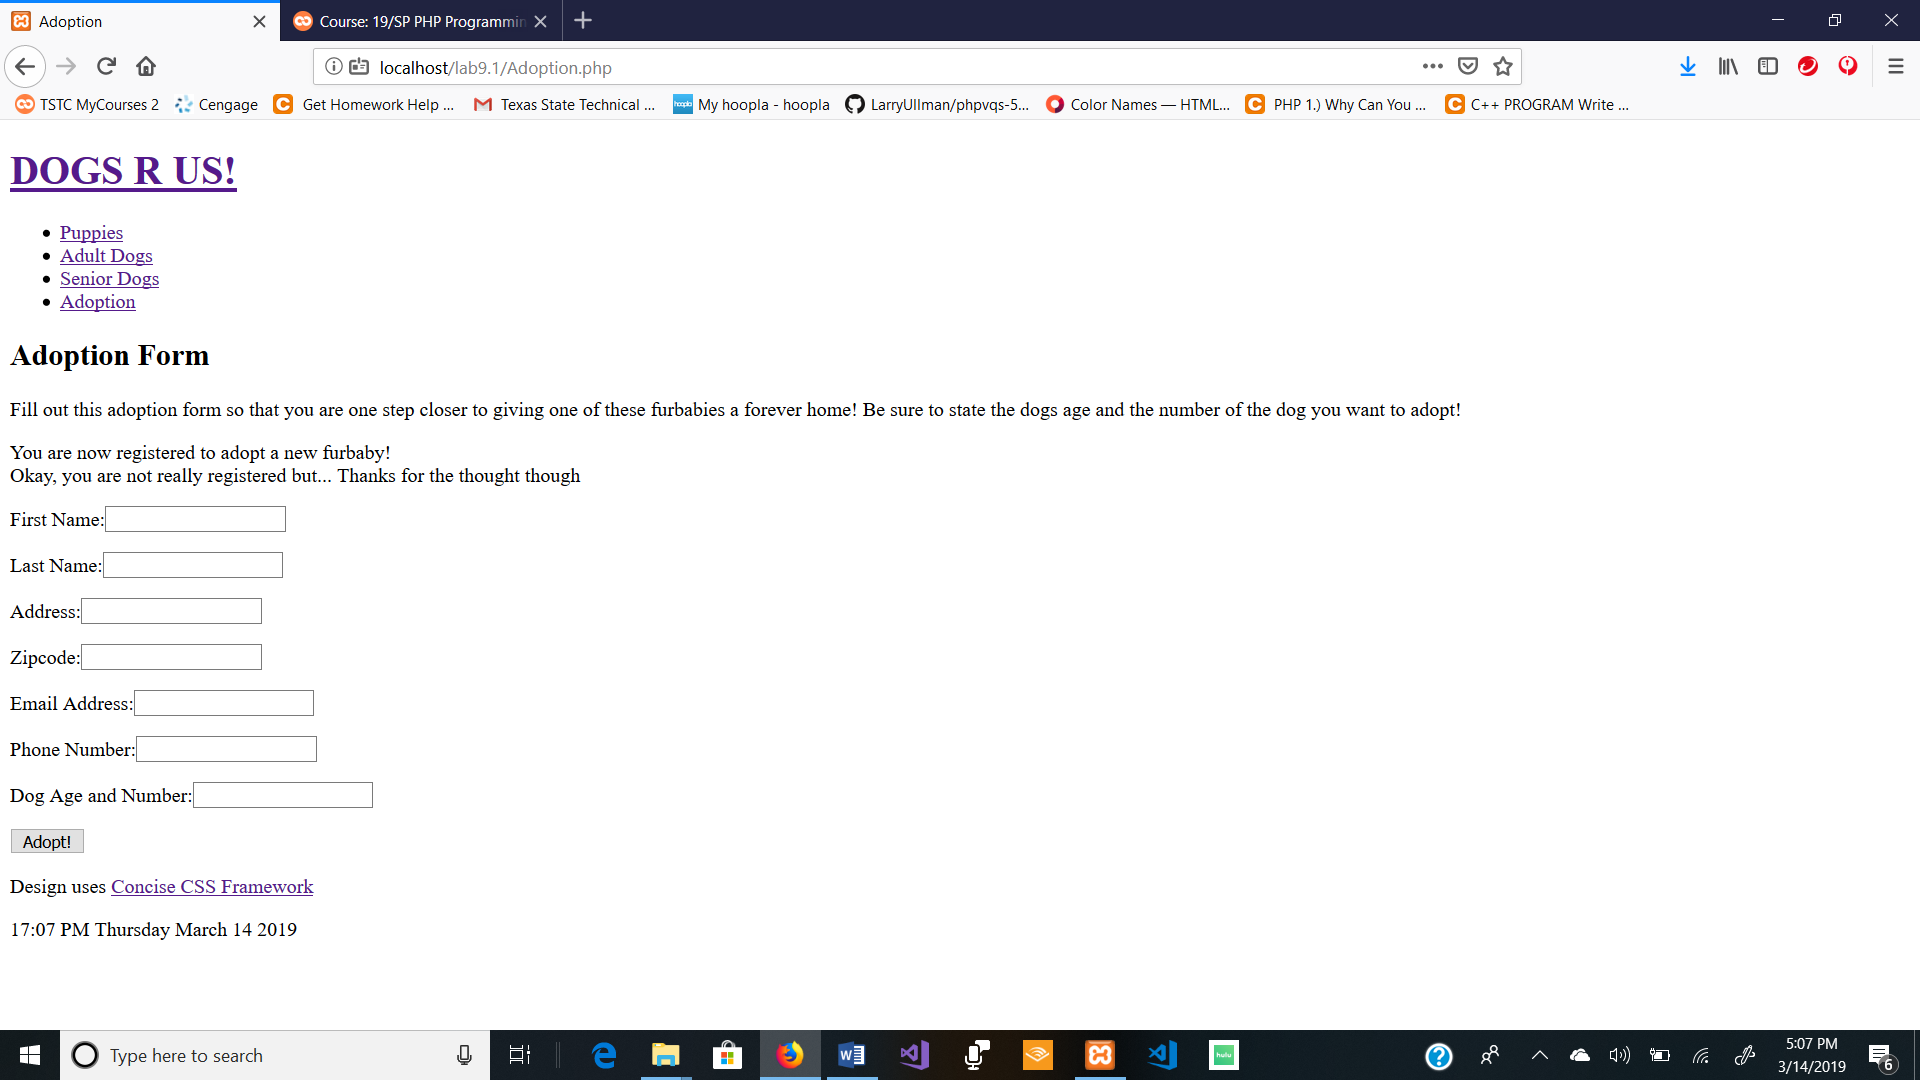 Adoption
Course: 19/SP PHP Programmin
localhost/lab9.1/Adoption.php
TSTC MyCourses 2
Cengage
Get Homework Help ...
Texas State Technical ...
hoopla
My hoopla - hoopla
LarryUllman/phpvqs-5...
Color Names — HTML...
C
PHP 1.) Why Can You ...
C
C++ PROGRAM Write ...
DOGS R US!
Puppies
Adult Dogs
Senior Dogs
Adoption
Adoption Form
Fill out this adoption form so that you are one step closer to giving one of these furbabies a forever home! Be sure to state the dogs age and the number of the dog you want to adopt!
You are now registered to adopt a new furbaby!
Okay, you are not really registered but... Thanks for the thought though
First Name:
Last Name:
Address:
Zipcode:
Email Address:
Phone Number:
Dog Age and Number:
Adopt!
Design uses Concise CSS Framework
17:07 PM Thursday March 14 2019
Type here to search
hulu
5:07 PM
3/14/2019
6